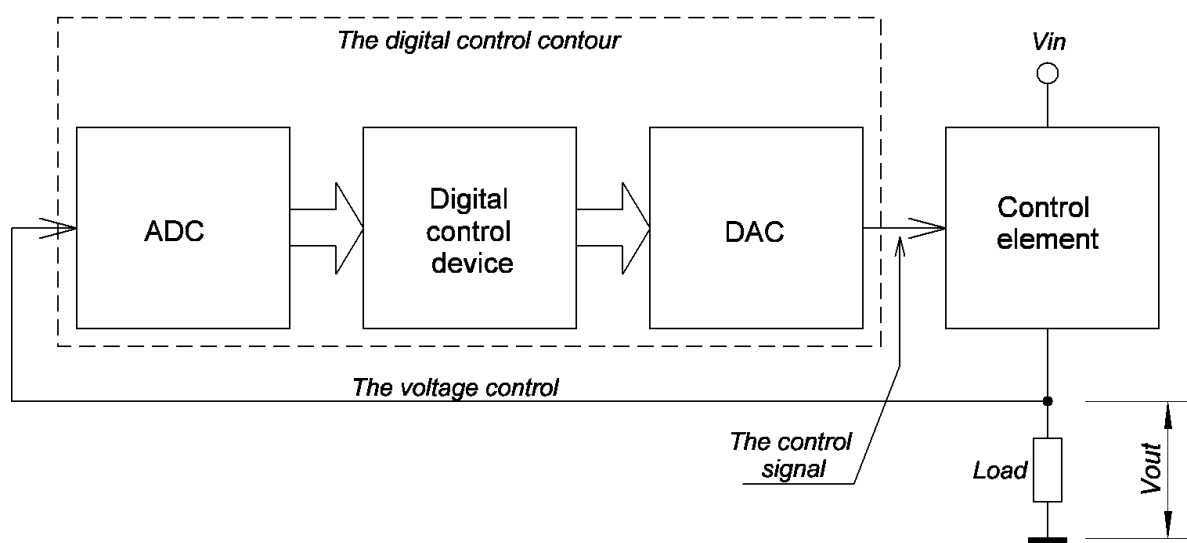 The digital control contour
Vin
ADC
Digital
control
device
DAC
Control
element
The voltage control
The control
signal
Load
Vout